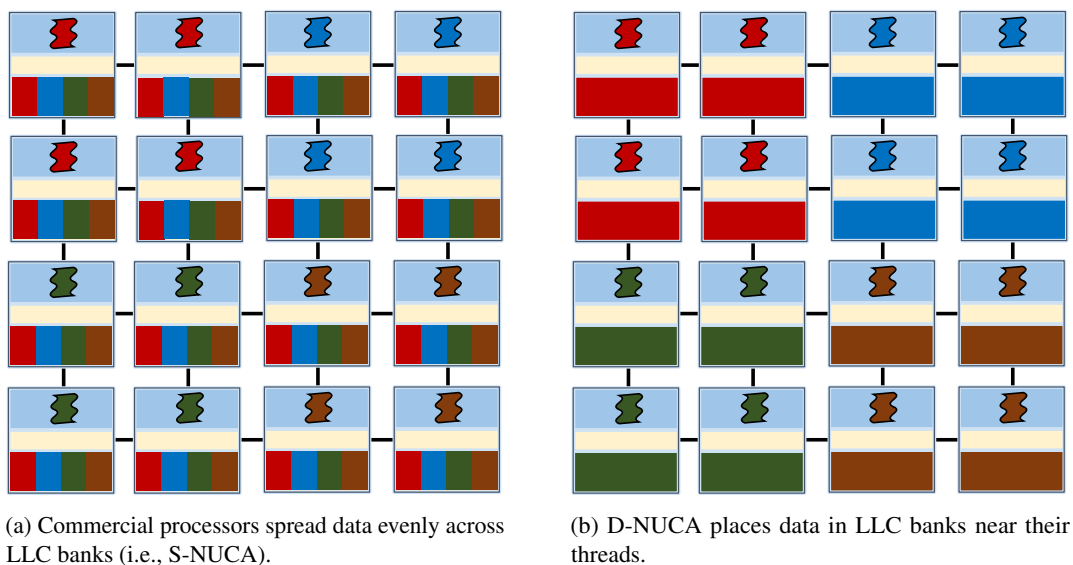 (a) Commercial processors spread data evenly across
LLC banks (i.e., S-NUCA).
(b) D-NUCA places data in LLC banks near their
threads.